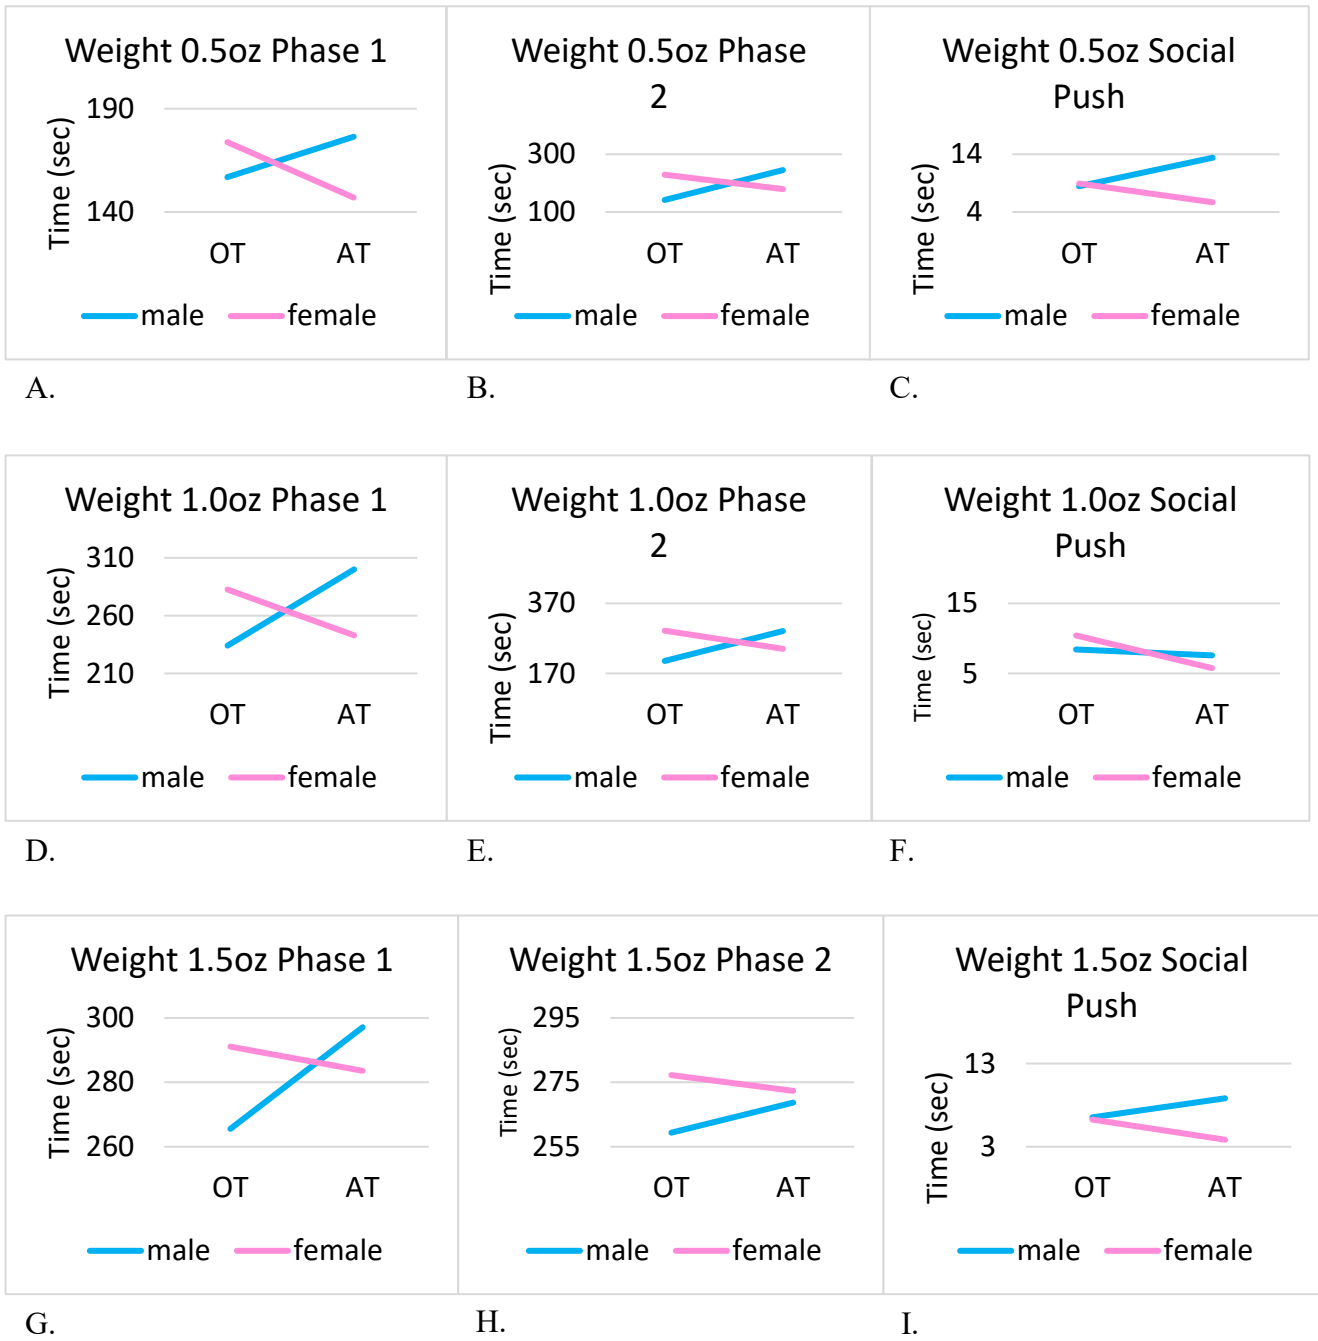 Weight 0.5oz Phase 1
Time (sec)
190
140
OT AT
male female
A.
Weight 0.5oz Phase
2
Time (sec)
300
100
OT AT
male female
B.
Weight 0.5oz Social
Push
Time (sec)
14
4
OT AT
male female
C.
Weight 1.0oz Phase 1
Time (sec)
310
260
210
OT AT
male female
D.
Weight 1.0oz Phase
2
Time (sec)
370
170
OT AT
male female
E.
Weight 1.0oz Social
Push
Time (sec)
15
5
OT AT
male female
F.
Weight 1.5oz Phase 1
Time (sec)
300
280
260
OT AT
male female
G.
Weight 1.5oz Phase 2
Time (sec)
295
275
255
OT AT
male female
H.
Weight 1.5oz Social
Push
Time (sec)
13
3
OT AT
male female
I.